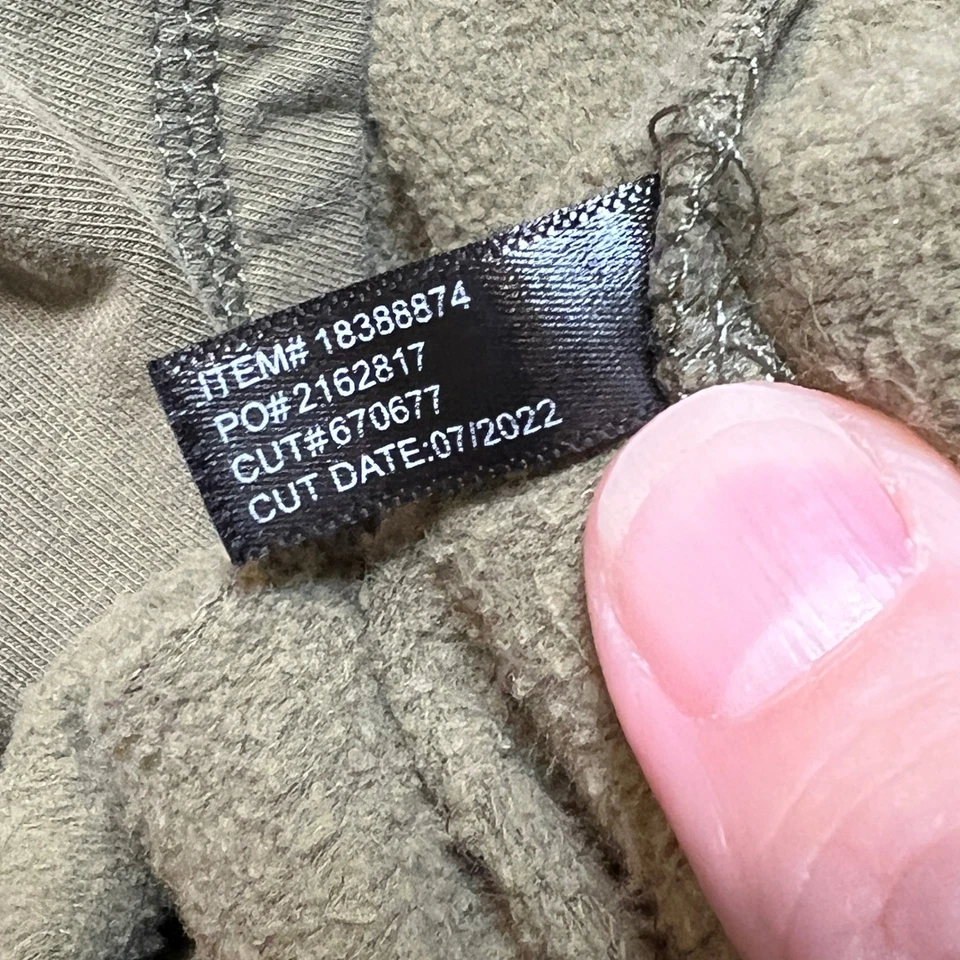 ITEM# 18388874
PO#2162817
CUT#670677
CUT DATE:07/2022